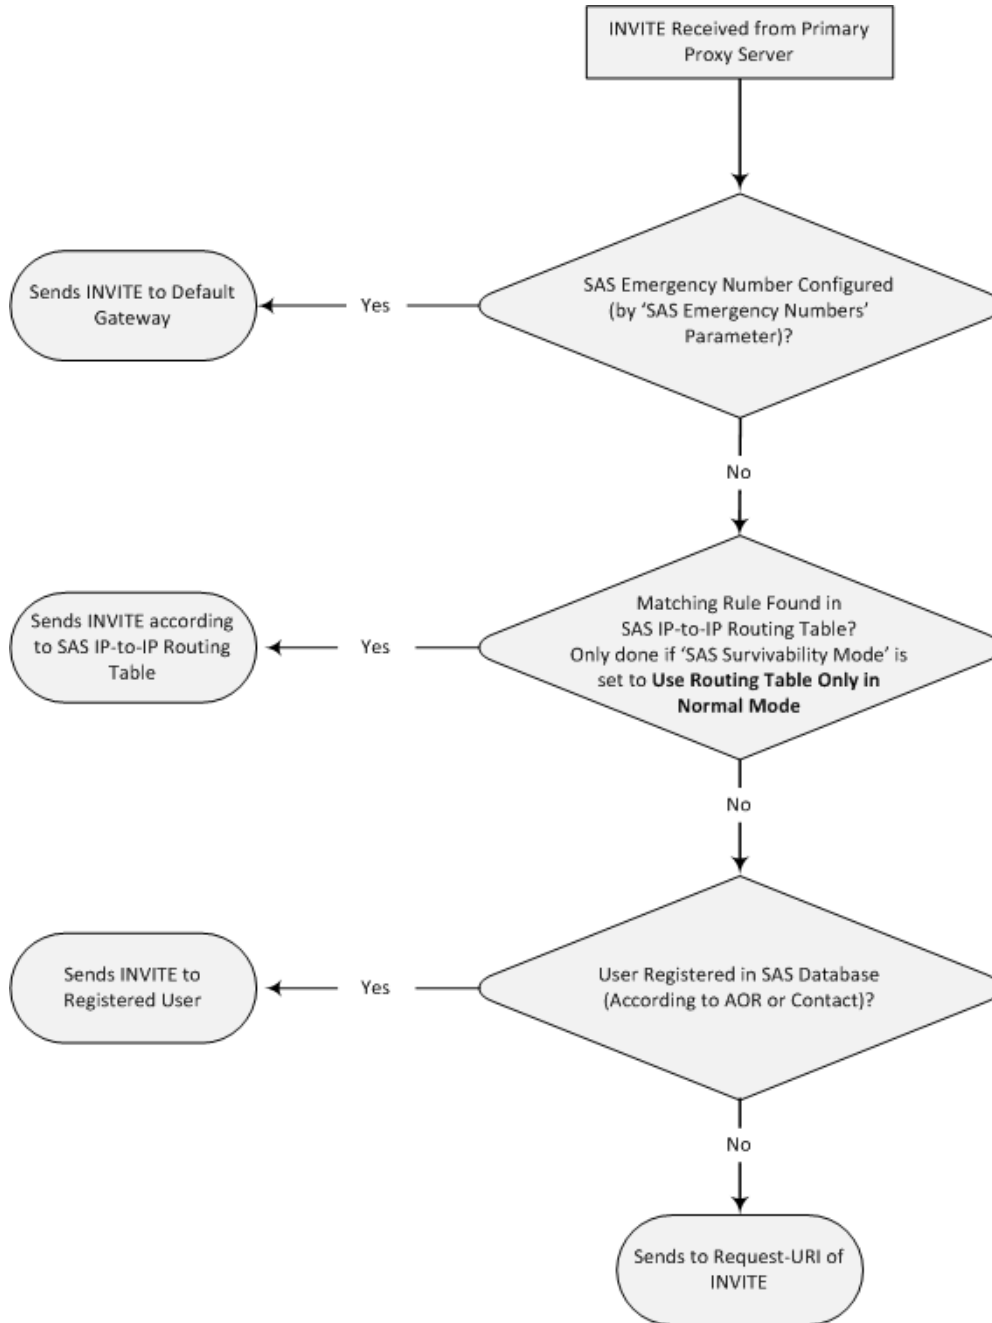 INVITE Received from Primary
Proxy Server
SAS Emergency Number Configured
(by ‘SAS Emergency Numbers’
Parameter)?
Yes
Sends INVITE to Default
Gateway
No
Matching Rule Found in
SAS IP-to-IP Routing Table?
Only done if ‘SAS Survivability Mode’ is
set to Use Routing Table Only in
Normal Mode
Yes
Sends INVITE according
to SAS IP-to-IP Routing
Table
No
User Registered in SAS Database
(According to AOR or Contact)?
Yes
Sends INVITE to
Registered User
No
Sends to Request-URI of
INVITE